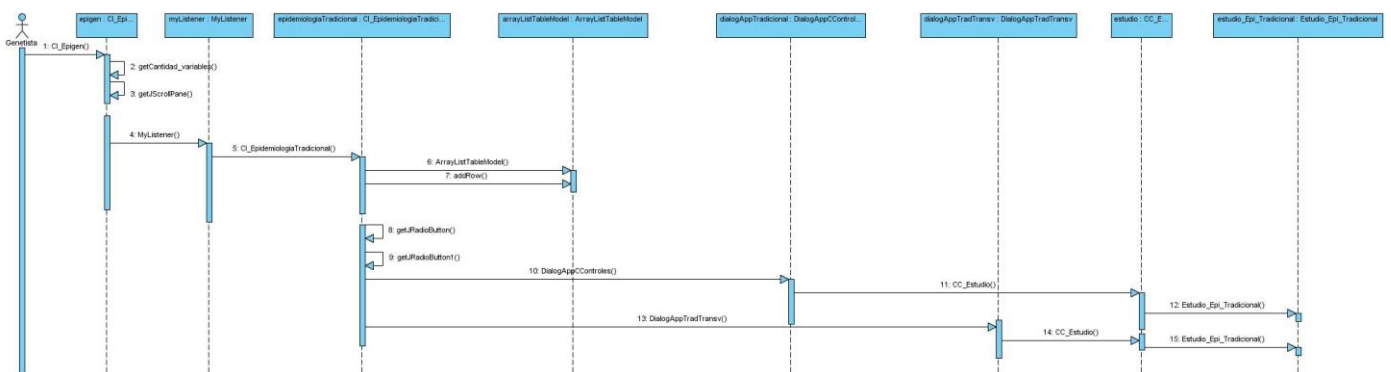 epigen : CI_Epi...
myListener : MyListener
epidemiologiaTradicional : CI_EpidemiologiaTradici...
arrayListTableModel : ArrayListTableModel
dialogAppTradicional : DialogAppCControl...
dialogAppTradTransv : DialogAppTradTransv
estudio : CC_E...
estudio_Epi_Tradicional : Estudio_Epi_Tradicional
Genetista
1: CI_Epigen()
2: getCantidad_variables()
3: getJScrollPane()
4: MyListener()
5: CI_EpidemiologiaTradicional()
6: ArrayListTableModel()
7: addRow()
8: getJRadioButton()
9: getJRadioButton1()
10: DialogAppCControles()
11: CC_Estudio()
12: Estudio_Epi_Tradicional()
13: DialogAppTradTransv()
14: CC_Estudio()
15: Estudio_Epi_Tradicional()